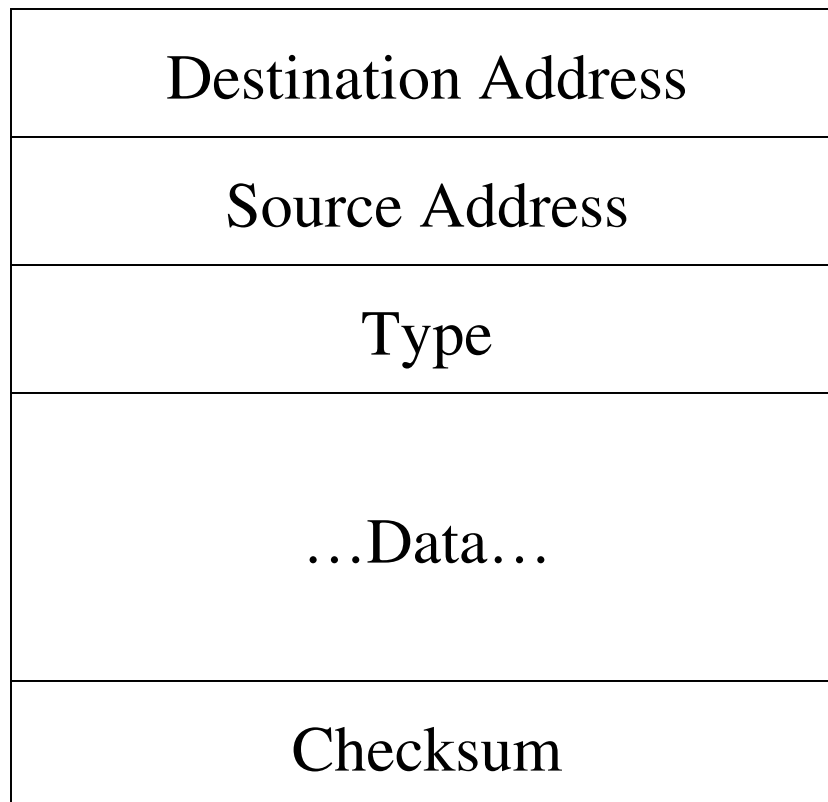 Destination Address
Source Address
Type
…Data…
Checksum